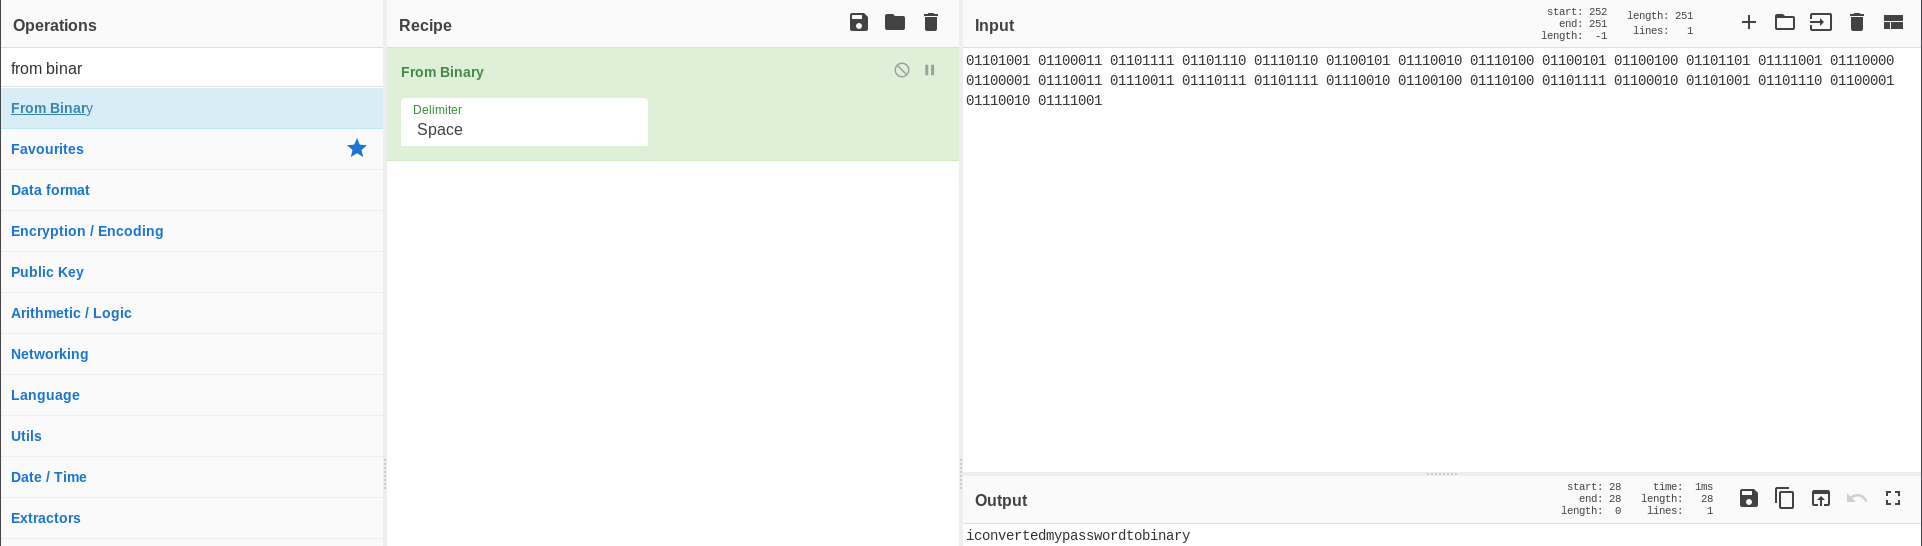 Operations
from binar
From Binary
Favourites
Data format
Encryption / Encoding
Public Key
Arithmetic / Logic
Networking
Language
Utils
Date / Time
Extractors
Recipe
From Binary
Delimiter
Space
Input
start: 252
end: 251
length: -1
length: 251
lines: 1
01101001 01100011 01101111 01101110 01110110 01100101 01110010 01110100 01100101 01100100 01101101 01111001 01110000
01100001 01110011 01110011 01110111 01101111 01110010 01100100 01110100 01101111 01100010 01101001 01101110 01100001
01110010 01111001
Output
start: 28
end: 28
length: 0
time: 1ms
length: 28
lines: 1
iconvertedmypasswordtobinary